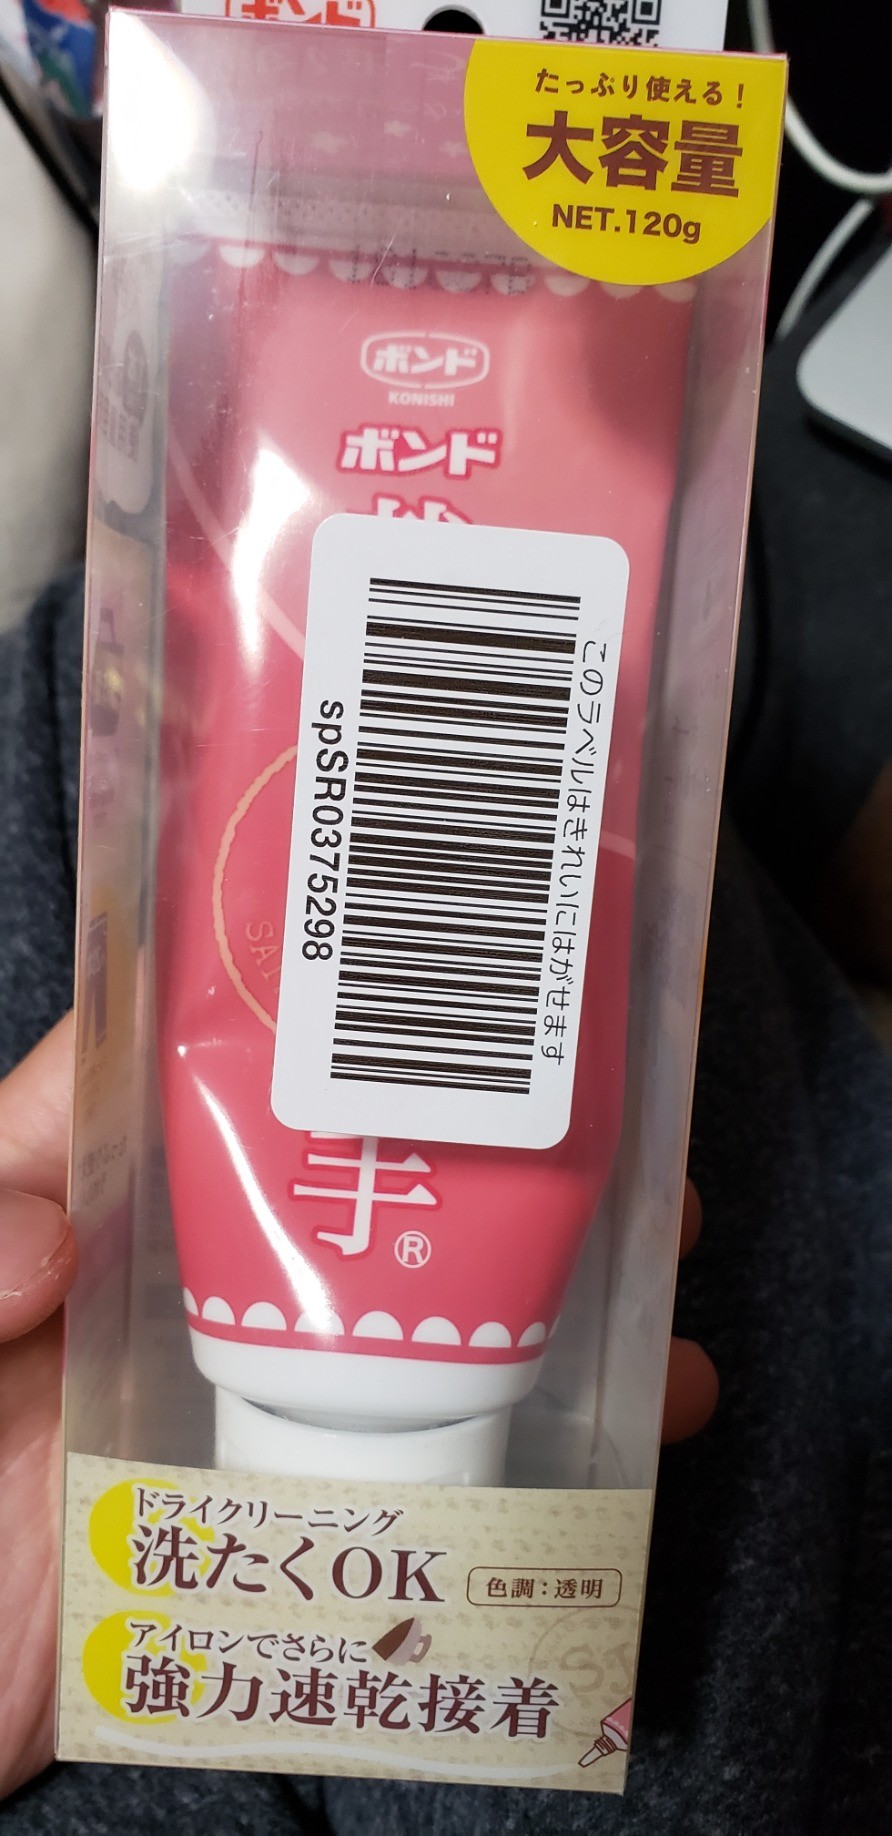 ボンド
たっぷり使える！
大容量
NET.120g
ボンド
KONISHI
ボンド
このラベルはきれいにはがせます
spSR0375298
手®
ドライクリーニング
洗たくOK
色調：透明
アイロンでさらに
強力速乾接着